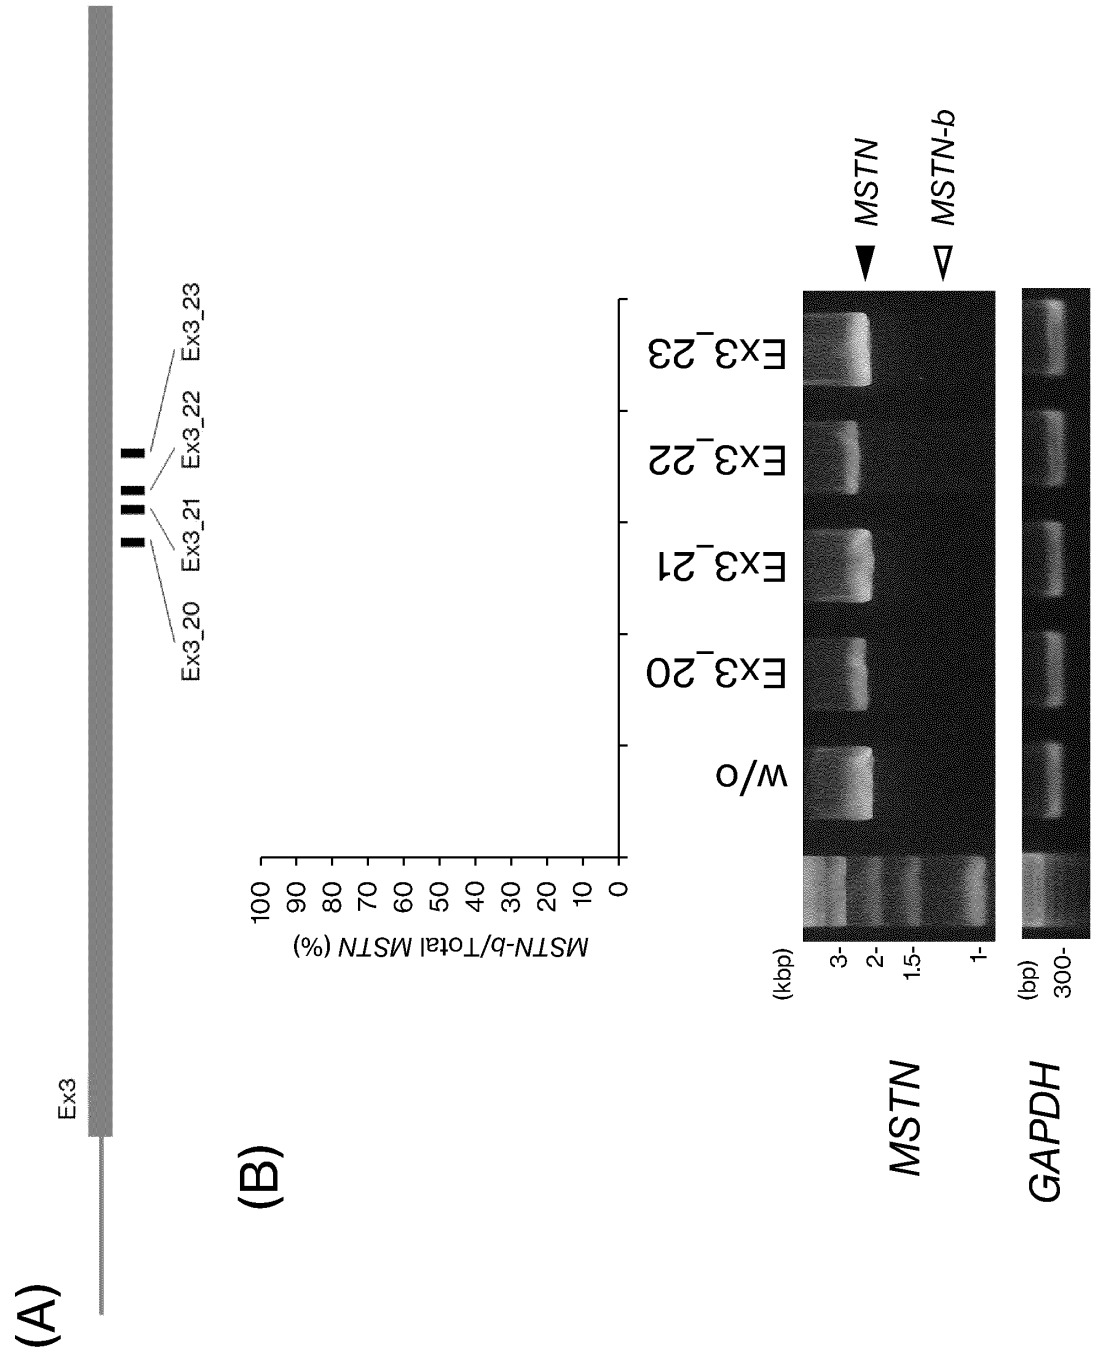 (A)
Ex3
Ex3_20
Ex3_21
Ex3_22
Ex3_23
(B)
MSTN-b/Total MSTN (%)
100
90
80
70
60
50
40
30
20
10
0
w/o
Ex3_20
Ex3_21
Ex3_22
Ex3_23
(kbp)
3-
2-
1.5-
1-
MSTN
MSTN
MSTN-b
(bp)
300-
GAPDH